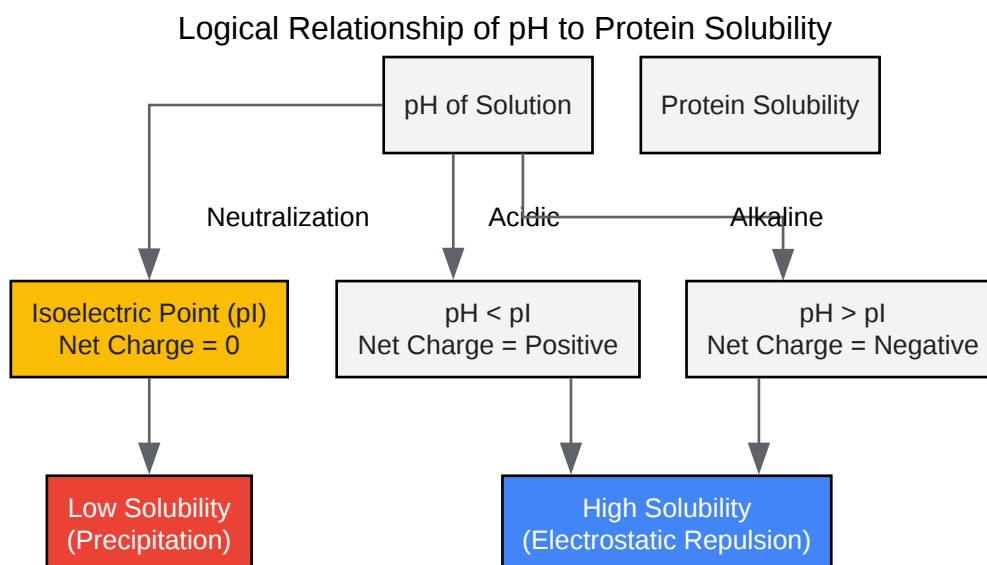 Logical Relationship of pH to Protein Solubility
pH of Solution
Protein Solubility
Neutralization
Acidic
Alkaline
Isoelectric Point (pI)
Net Charge = 0
pH < pI
Net Charge = Positive
pH > pI
Net Charge = Negative
Low Solubility
(Precipitation)
High Solubility
(Electrostatic Repulsion)